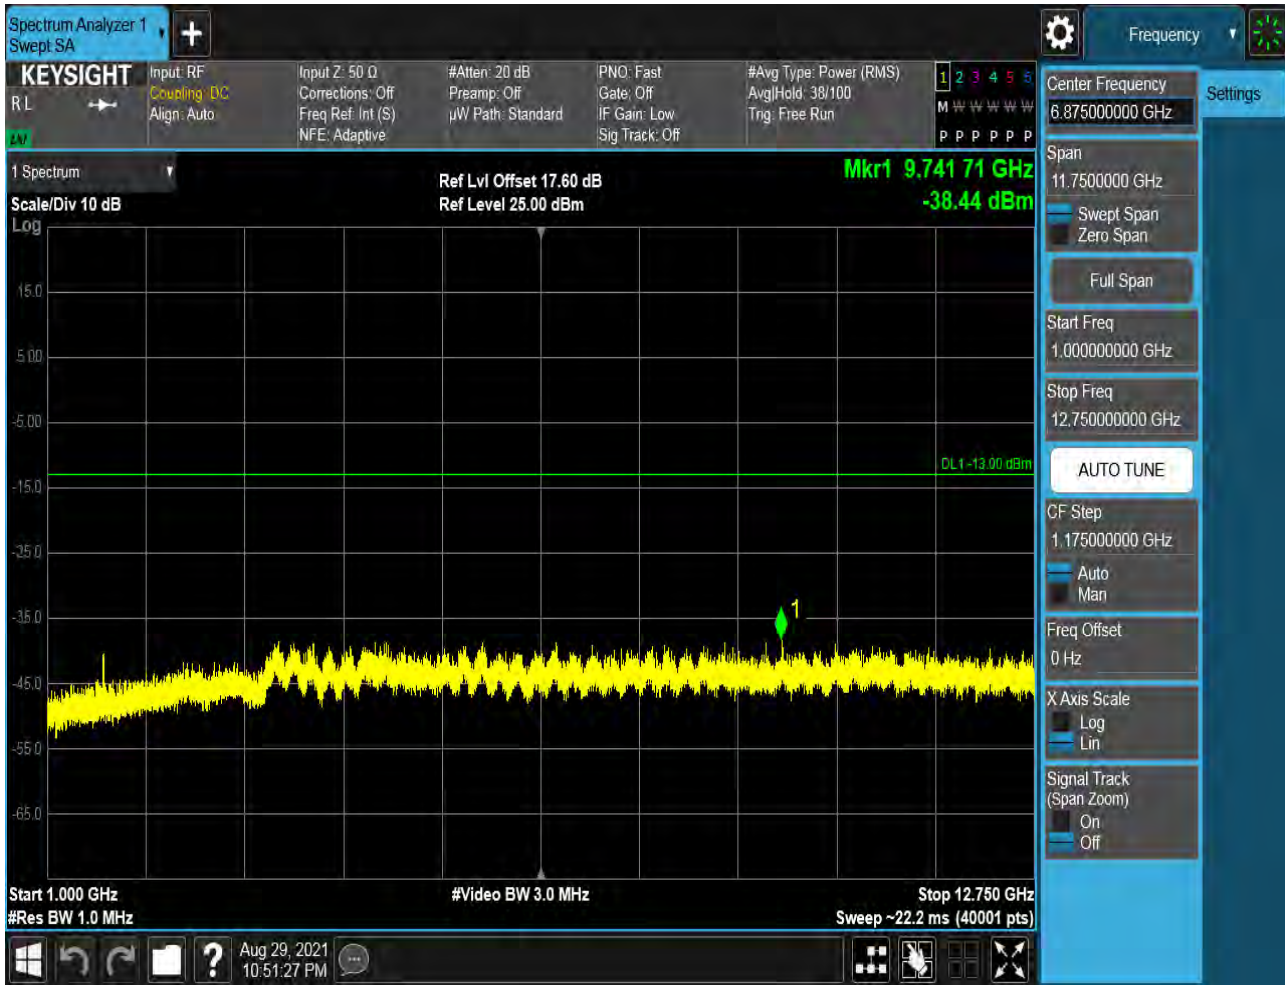 Spectrum Analyzer 1
Swept SA
Frequency
KEYSIGHT
R L
LNI
Input: RF
Coupling: DC
Align: Auto
Input Z: 50 Ω
Corrections: Off
Freq Ref: Int (S)
NFE: Adaptive
#Atten: 20 dB
Preamp: Off
µW Path: Standard
PNO: Fast
Gate: Off
IF Gain: Low
Sig Track: Off
#Avg Type: Power (RMS)
Avg|Hold: 38/100
Trig: Free Run
1 2 3 4 5 6
M W W W W W
P P P P P P
1 Spectrum
Scale/Div 10 dB
Log
Ref Lvl Offset 17.60 dB
Ref Level 25.00 dBm
Mkr1 9.741 71 GHz
-38.44 dBm
15.0
5.00
-5.00
DL1 -13.00 dBm
-15.0
-25.0
-35.0
1
-45.0
-55.0
-65.0
Start 1.000 GHz
#Res BW 1.0 MHz
#Video BW 3.0 MHz
Stop 12.750 GHz
Sweep ~22.2 ms (40001 pts)
Center Frequency
6.875000000 GHz
Settings
Span
11.7500000 GHz
Swept Span
Zero Span
Full Span
Start Freq
1.000000000 GHz
Stop Freq
12.750000000 GHz
AUTO TUNE
CF Step
1.175000000 GHz
Auto
Man
Freq Offset
0 Hz
X Axis Scale
Log
Lin
Signal Track
(Span Zoom)
On
Off
?
Aug 29, 2021
10:51:27 PM